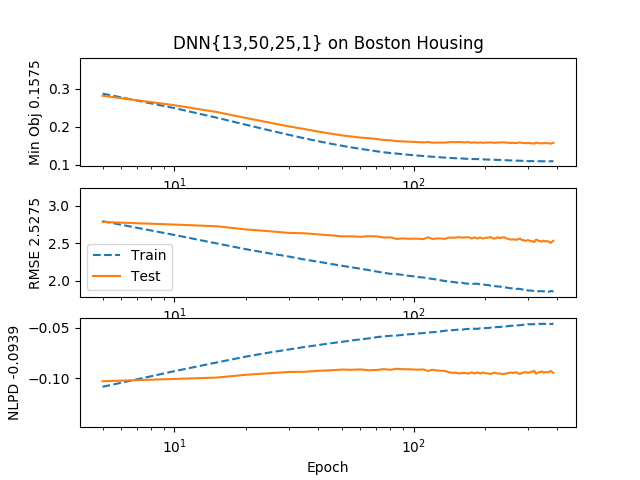 DNN{13,50,25,1} on Boston Housing
Min Obj 0.1575
0.3
0.2
0.1
10¹
10²
RMSE 2.5275
3.0
2.5
2.0
Train
Test
10¹
10²
NLPD -0.0939
−0.05
−0.10
10¹
10²
Epoch